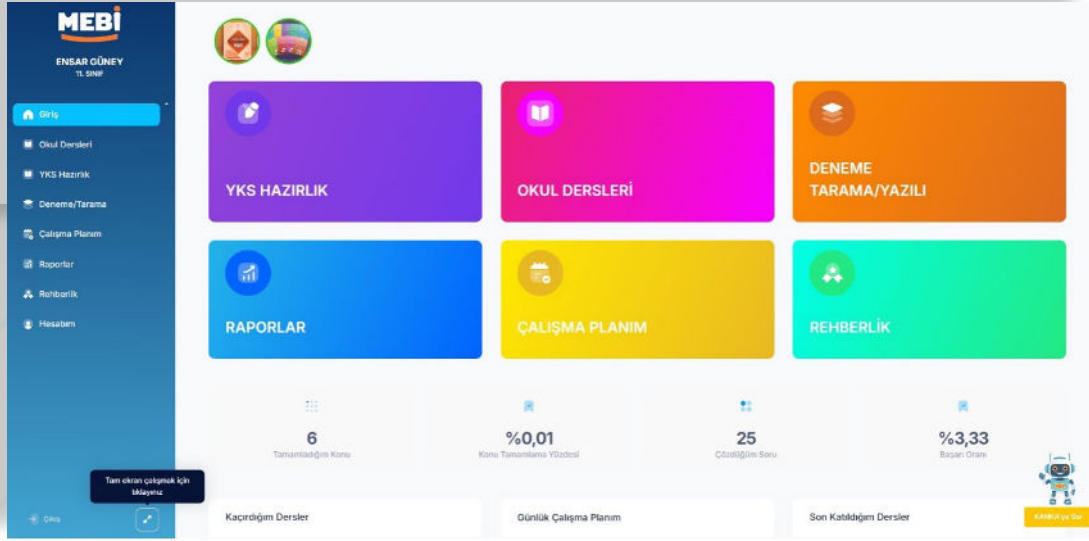 MEBİ
ENSAR GÜNEY
11. SINIF
Giriş
Okul Dersleri
YKS Hazırlık
Deneme/Tarama
Çalışma Planım
Raporlar
Rehberlik
Hesabım
Tam ekran çalışmak için
tıklayınız
Çıkış
YKS HAZIRLIK
OKUL DERSLERİ
DENEME
TARAMA/YAZILI
RAPORLAR
ÇALIŞMA PLANIM
REHBERLİK
6
Tamamladığım Konu
%0,01
Konu Tamamlama Yüzdesi
25
Çözdüğüm Soru
%3,33
Başarı Oranı
Kaçırdığım Dersler
Günlük Çalışma Planım
Son Katıldığım Dersler
KANKA'ya Sor